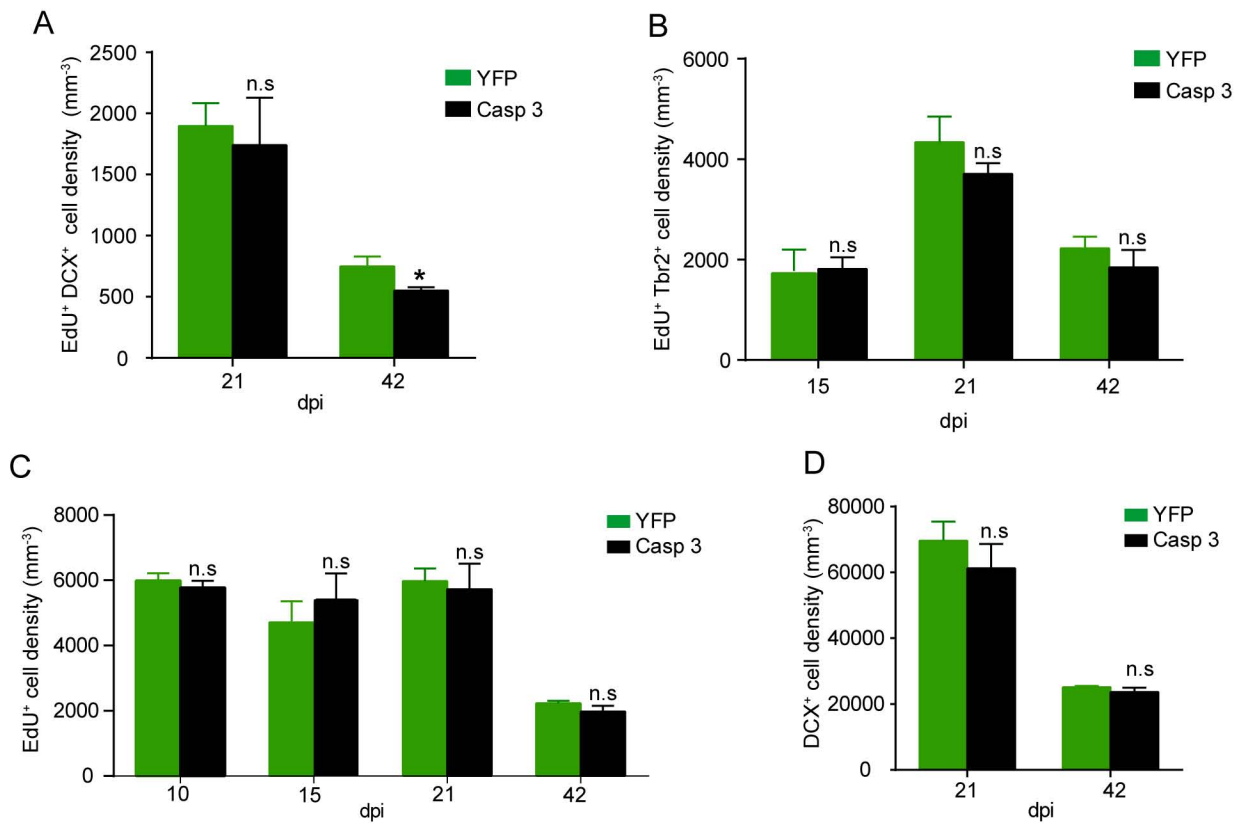 A
EdU⁺ DCX⁺ cell density (mm⁻³)
2500
2000
1500
1000
500
0
n.s
*
YFP
Casp 3
21 42
dpi
B
EdU⁺ Tbr2⁺ cell density (mm⁻³)
6000
4000
2000
0
n.s
n.s
n.s
YFP
Casp 3
15 21 42
dpi
C
EdU⁺ cell density (mm⁻³)
8000
6000
4000
2000
0
n.s
n.s
n.s
n.s
YFP
Casp 3
10 15 21 42
dpi
D
DCX⁺ cell density (mm⁻³)
80000
60000
40000
20000
0
n.s
n.s
YFP
Casp 3
21 42
dpi